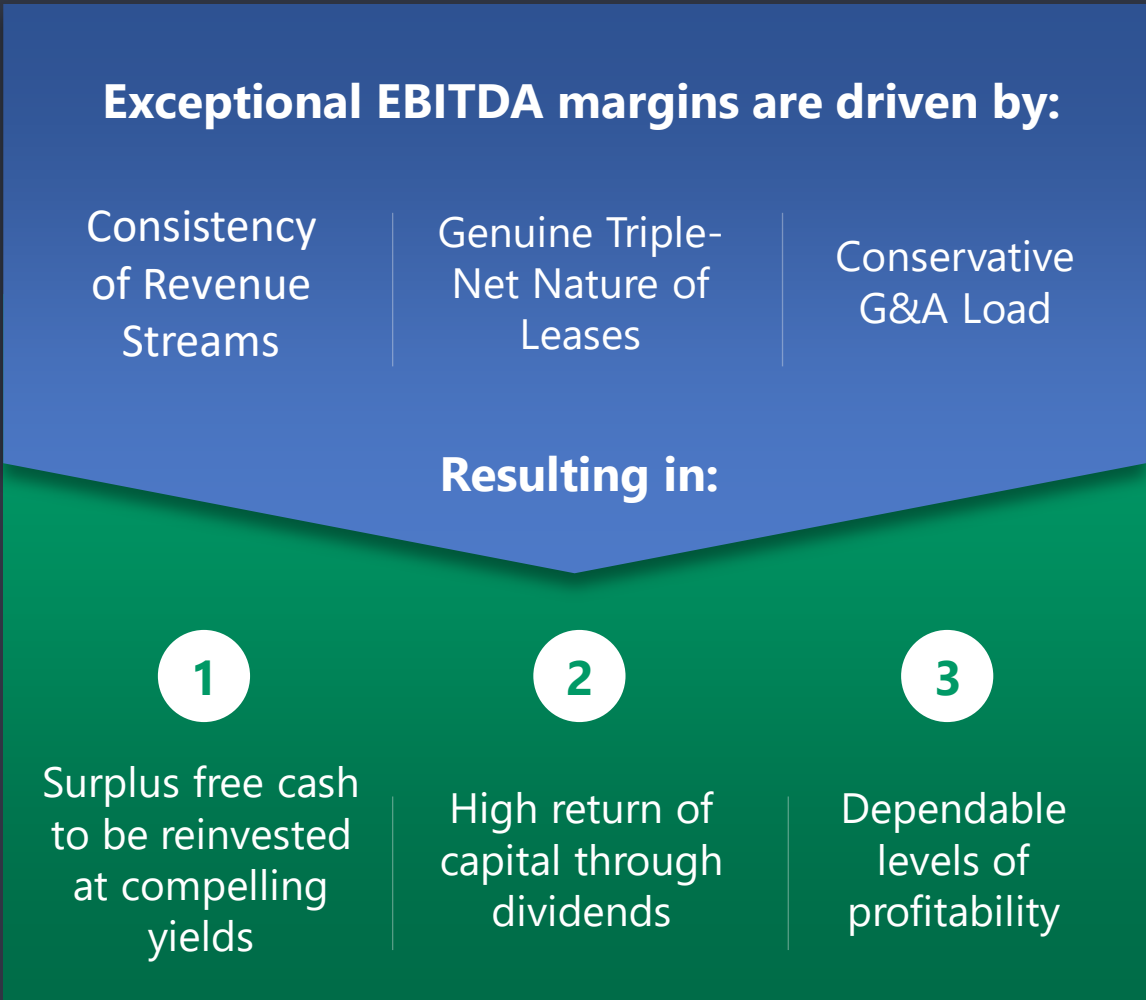 Exceptional EBITDA margins are driven by:
Consistency
of Revenue
Streams
Genuine Triple-
Net Nature of
Leases
Conservative
G&A Load
Resulting in:
1
Surplus free cash
to be reinvested
at compelling
yields
2
High return of
capital through
dividends
3
Dependable
levels of
profitability